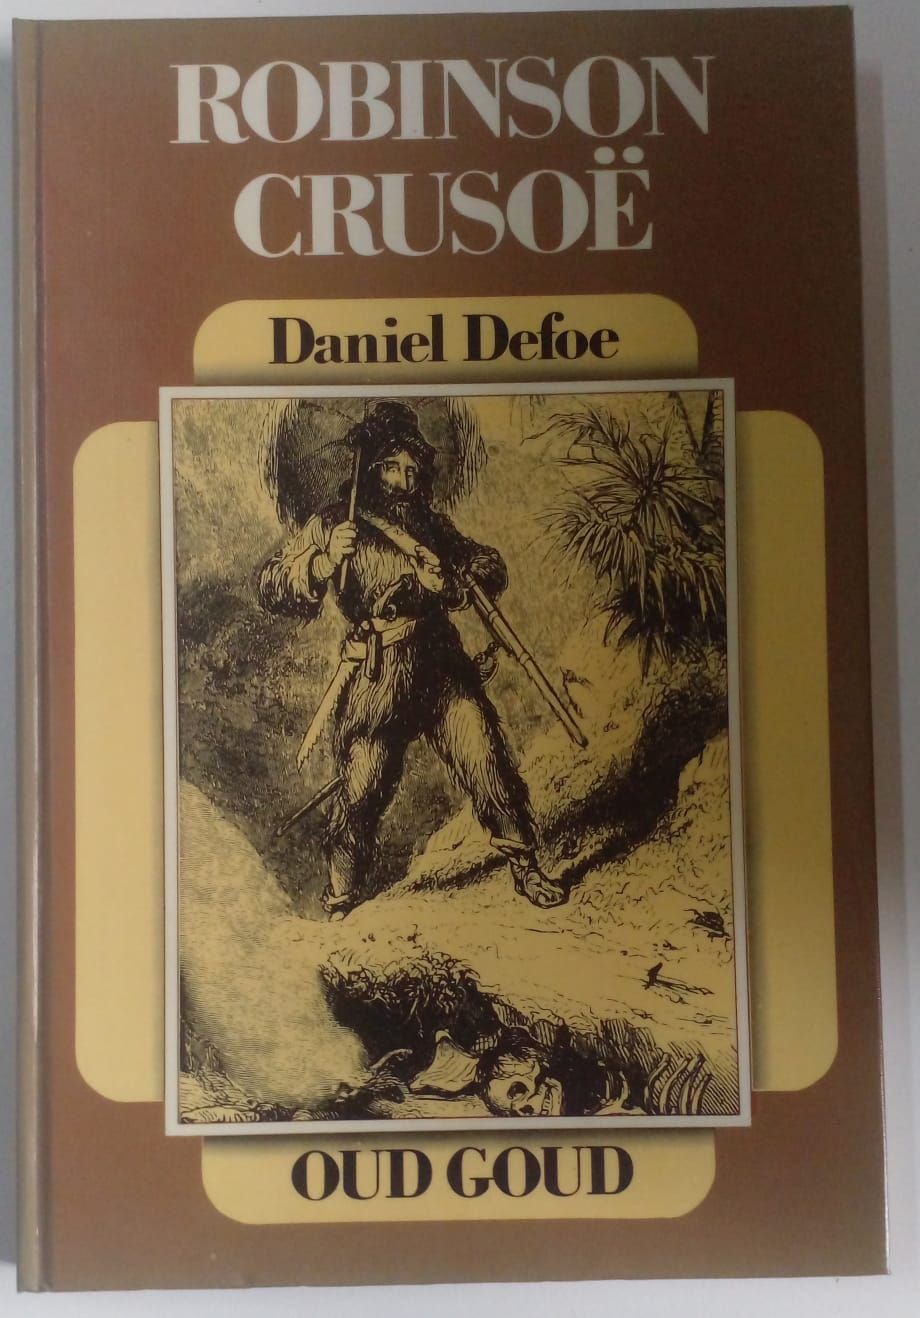 ROBINSON
CRUSOË
Daniel Defoe
OUD GOUD